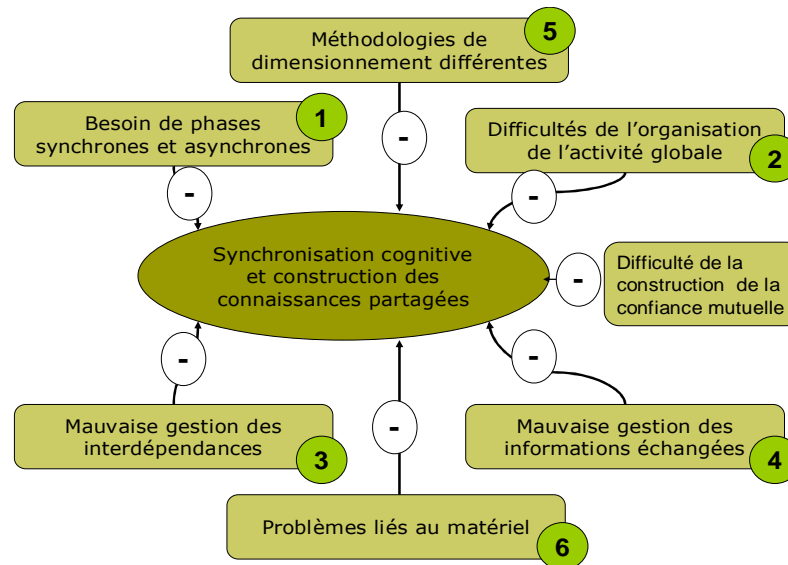 Méthodologies de
dimensionnement différentes
5
Besoin de phases
synchrones et asynchrones
1
-
Difficultés de l'organisation
de l'activité globale
2
-
-
Synchronisation cognitive
et construction des
connaissances partagées
-
Difficulté de la
construction de la
confiance mutuelle
-
-
Mauvaise gestion des
interdépendances
3
-
Mauvaise gestion des
informations échangées
4
Problèmes liés au matériel
6